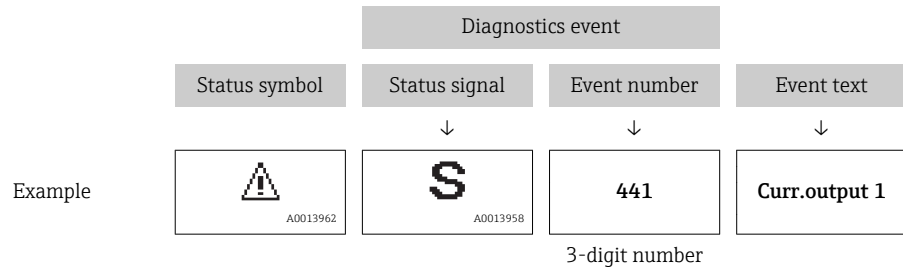 Diagnostics event
Status symbol Status signal Event number Event text
↓ ↓ ↓
Example S 441 Curr.output 1
A0013962 A0013958
3-digit number